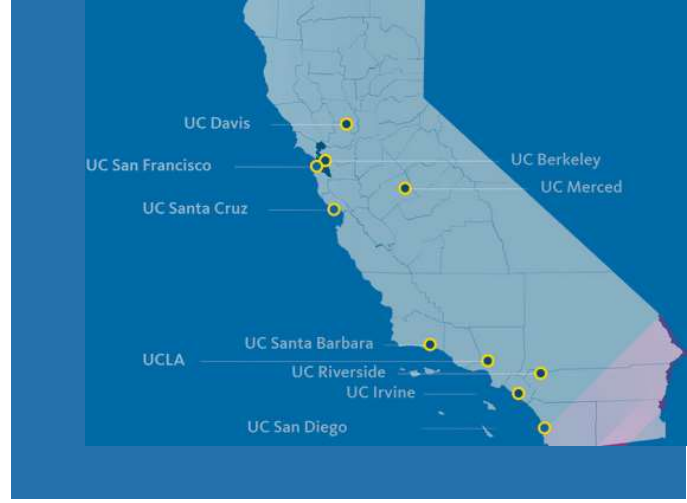 UC Davis
UC San Francisco
UC Berkeley
UC Merced
UC Santa Cruz
UC Santa Barbara
UCLA
UC Riverside
UC Irvine
UC San Diego